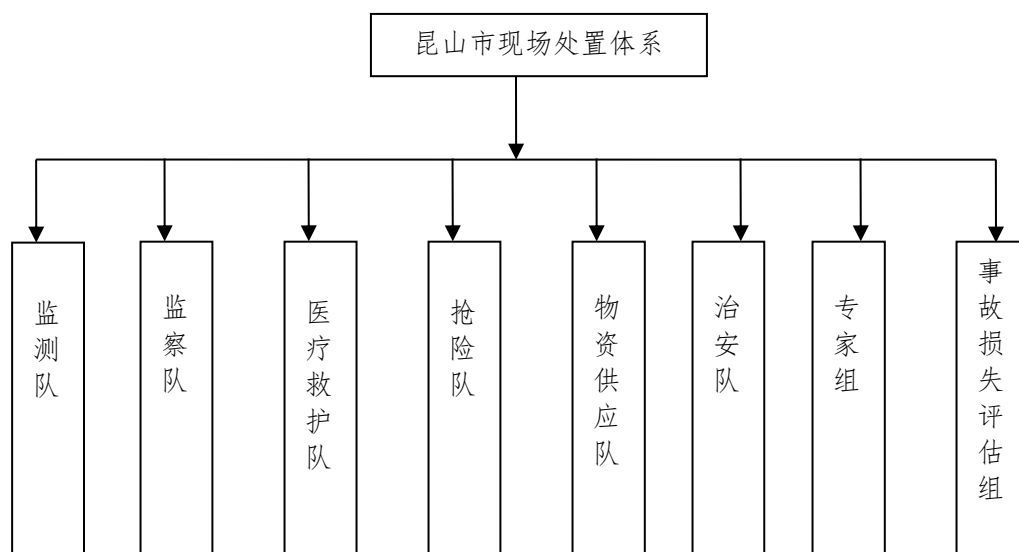 昆山市现场处置体系
监测队
监察队
医疗救护队
抢险队
物资供应队
治安队
专家组
事故损失评估组